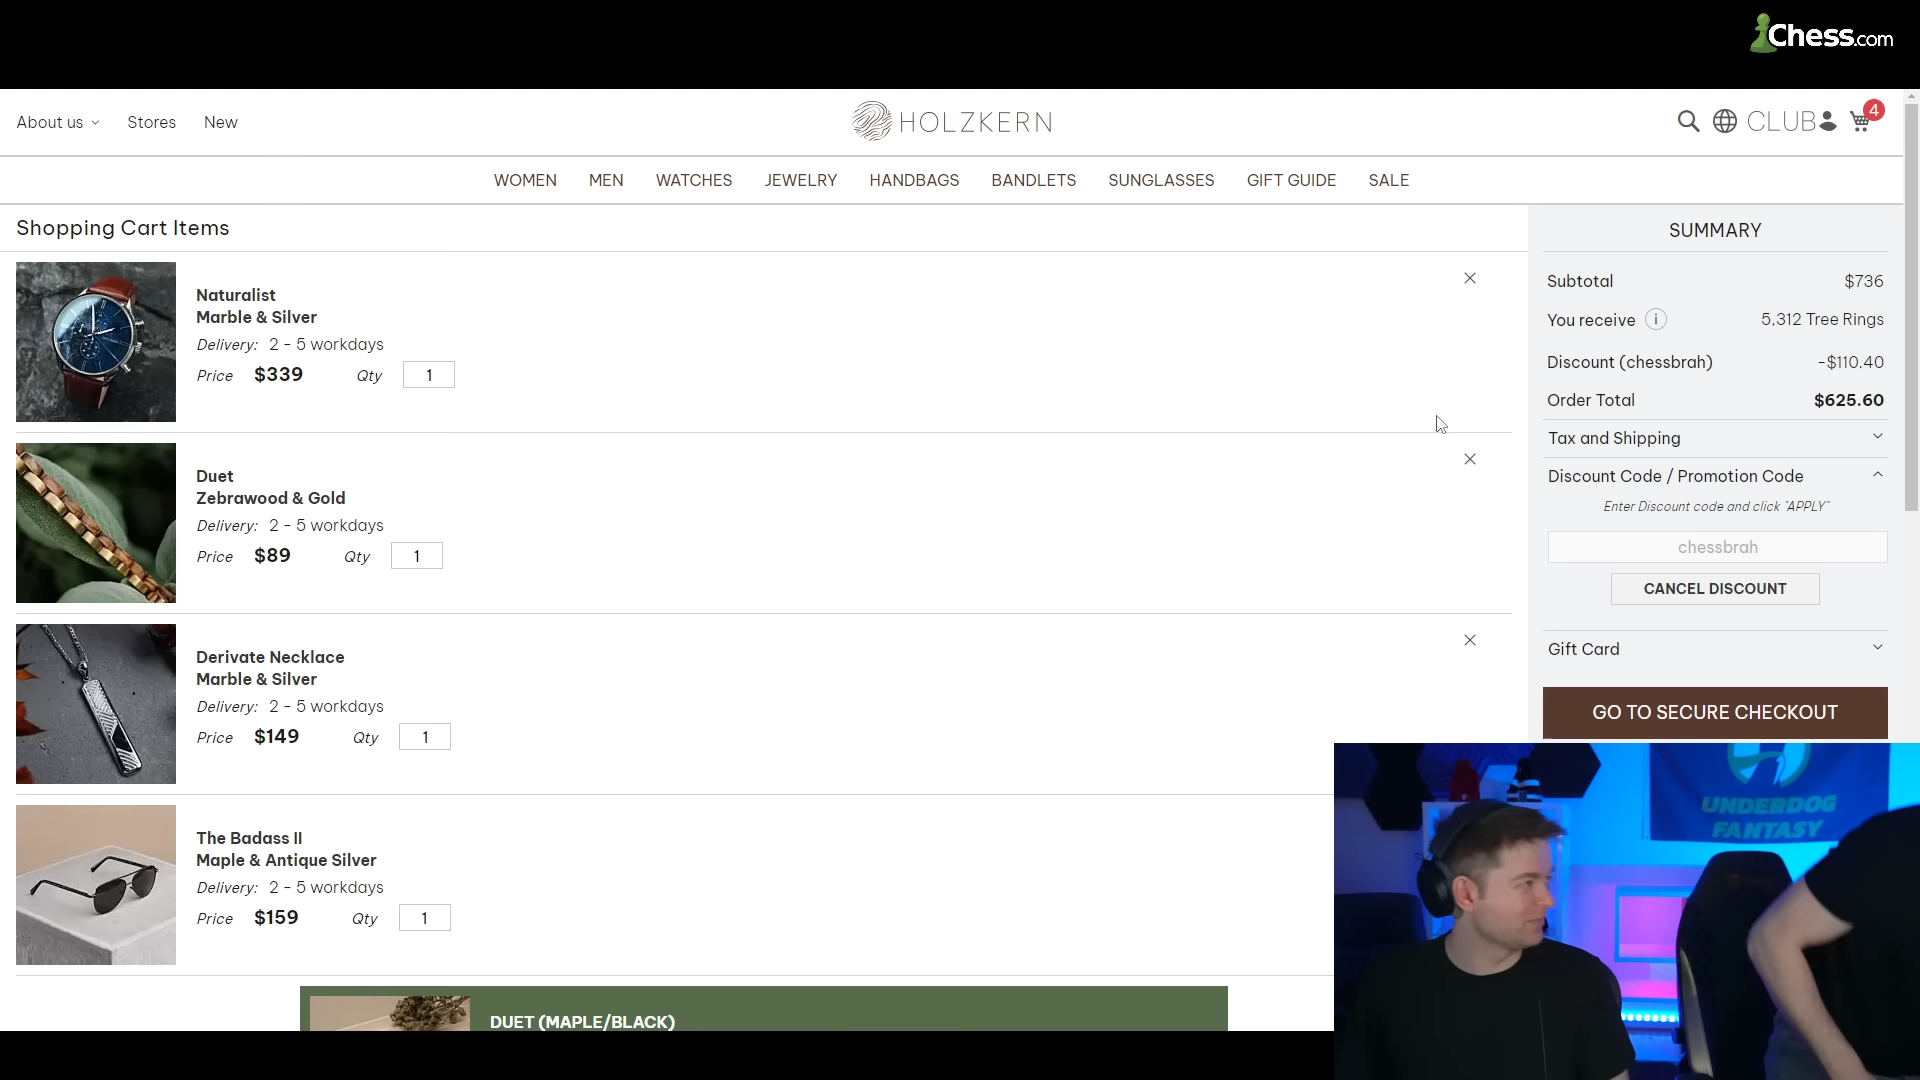 Chess.com
About us
Stores
New
HOLZKERN
CLUB
4
WOMEN
MEN
WATCHES
JEWELRY
HANDBAGS
BANDLETS
SUNGLASSES
GIFT GUIDE
SALE
Shopping Cart Items
Naturalist
Marble & Silver
Delivery: 2 - 5 workdays
Price $339 Qty 1
Duet
Zebrawood & Gold
Delivery: 2 - 5 workdays
Price $89 Qty 1
Derivate Necklace
Marble & Silver
Delivery: 2 - 5 workdays
Price $149 Qty 1
The Badass II
Maple & Antique Silver
Delivery: 2 - 5 workdays
Price $159 Qty 1
DUET (MAPLE/BLACK)
SUMMARY
Subtotal $736
You receive i 5,312 Tree Rings
Discount (chessbrah) -$110.40
Order Total $625.60
Tax and Shipping
Discount Code / Promotion Code
Enter Discount code and click "APPLY"
chessbrah
CANCEL DISCOUNT
Gift Card
GO TO SECURE CHECKOUT
UNDERDOG
FANTASY